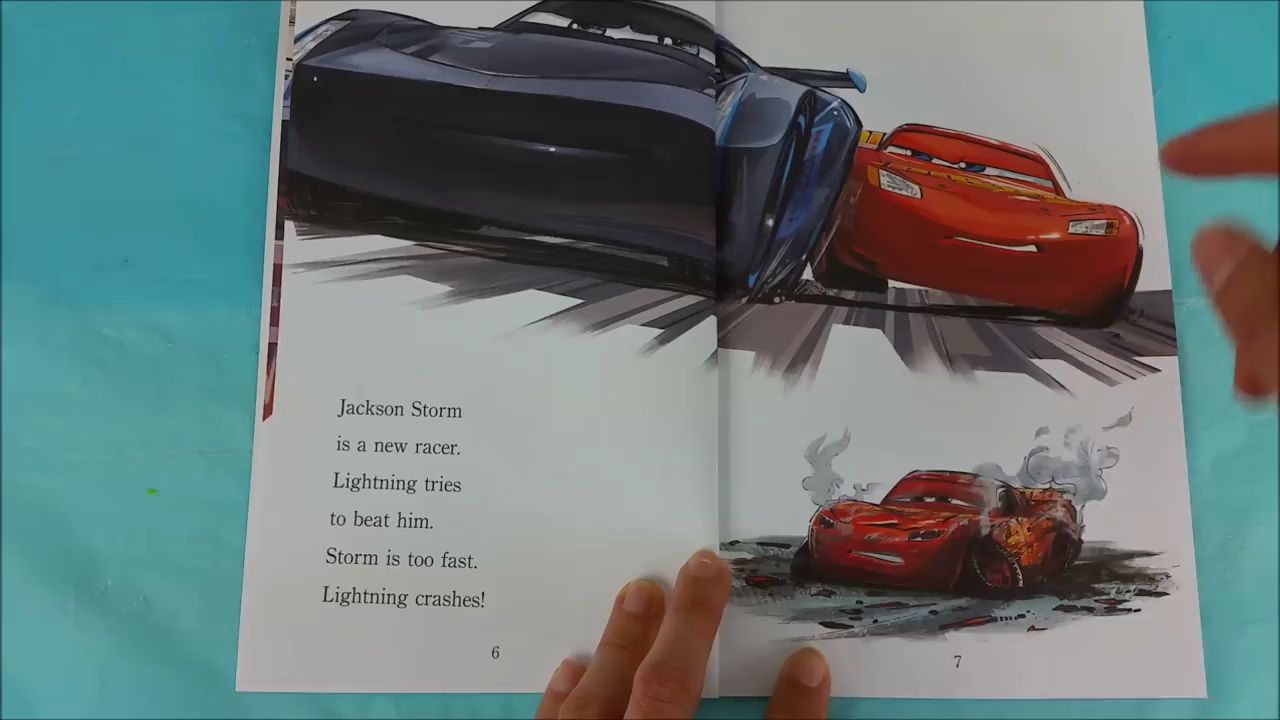 Jackson Storm
is a new racer.
Lightning tries
to beat him.
Storm is too fast.
Lightning crashes!
6
7